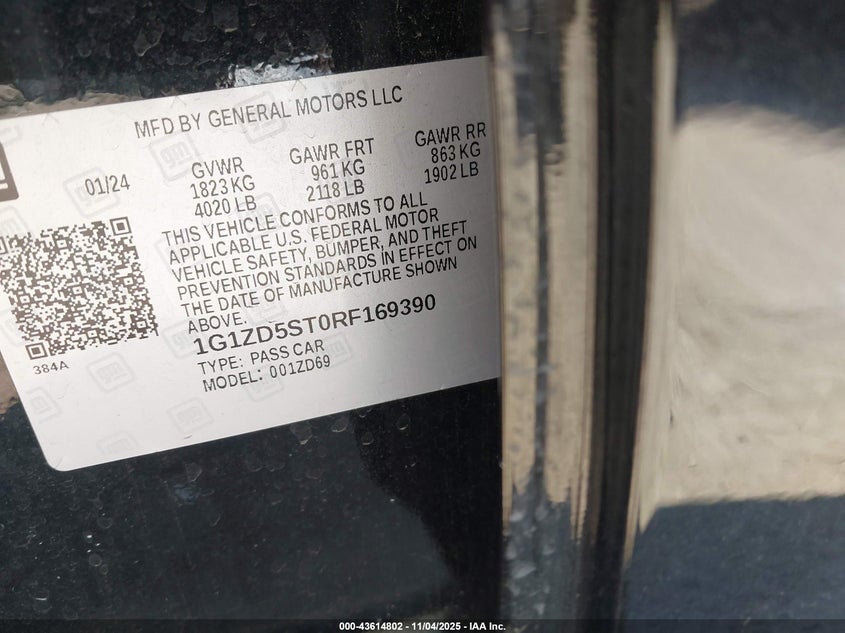 MFD BY GENERAL MOTORS LLC
01/24
GVWR
1823 KG
4020 LB
GAWR FRT
961 KG
2118 LB
GAWR RR
863 KG
1902 LB
THIS VEHICLE CONFORMS TO ALL
APPLICABLE U.S. FEDERAL MOTOR
VEHICLE SAFETY, BUMPER, AND THEFT
PREVENTION STANDARDS IN EFFECT ON
THE DATE OF MANUFACTURE SHOWN
ABOVE.
1G1ZD5ST0RF169390
TYPE: PASS CAR
MODEL: 001ZD69
384A
000-43614802 - 11/04/2025 - IAA Inc.